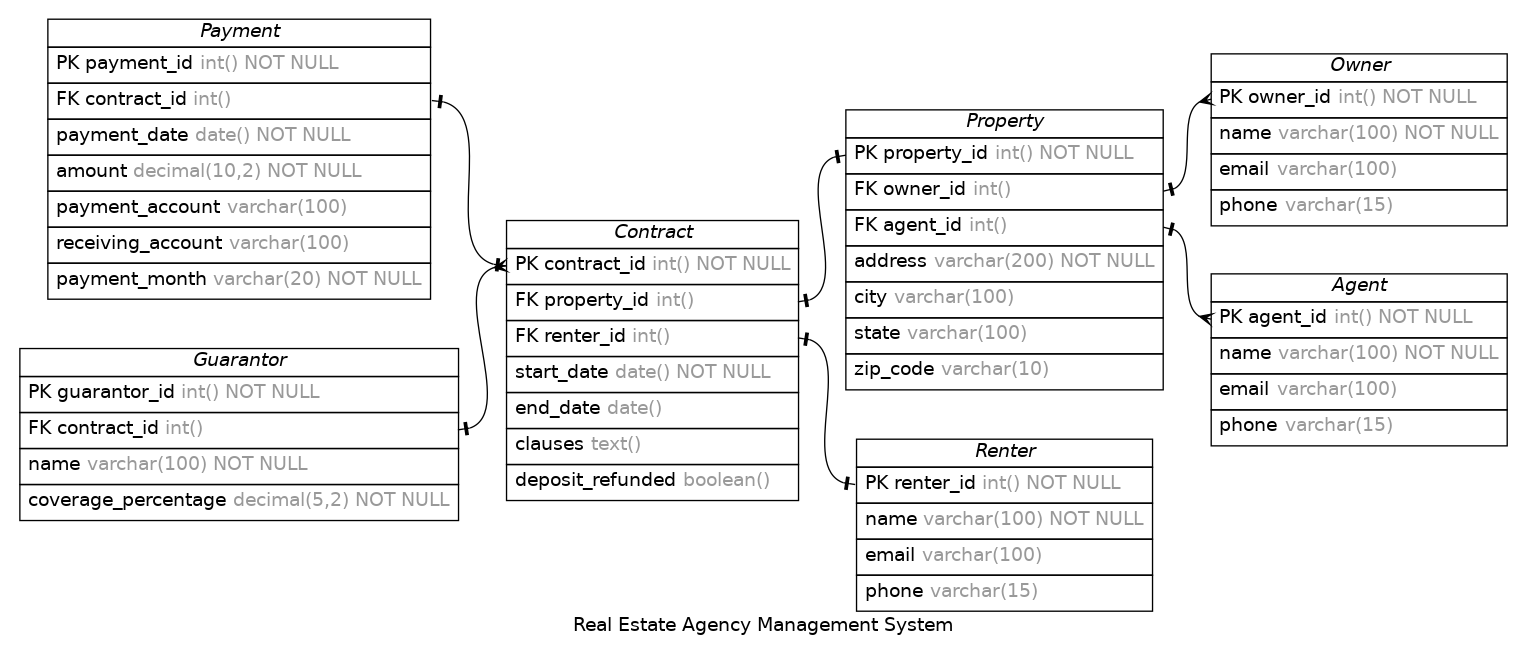 Payment
PK payment_id int() NOT NULL
FK contract_id int()
payment_date date() NOT NULL
amount decimal(10,2) NOT NULL
payment_account varchar(100)
receiving_account varchar(100)
payment_month varchar(20) NOT NULL
Guarantor
PK guarantor_id int() NOT NULL
FK contract_id int()
name varchar(100) NOT NULL
coverage_percentage decimal(5,2) NOT NULL
Contract
PK contract_id int() NOT NULL
FK property_id int()
FK renter_id int()
start_date date() NOT NULL
end_date date()
clauses text()
deposit_refunded boolean()
Property
PK property_id int() NOT NULL
FK owner_id int()
FK agent_id int()
address varchar(200) NOT NULL
city varchar(100)
state varchar(100)
zip_code varchar(10)
Renter
PK renter_id int() NOT NULL
name varchar(100) NOT NULL
email varchar(100)
phone varchar(15)
Owner
PK owner_id int() NOT NULL
name varchar(100) NOT NULL
email varchar(100)
phone varchar(15)
Agent
PK agent_id int() NOT NULL
name varchar(100) NOT NULL
email varchar(100)
phone varchar(15)
Real Estate Agency Management System